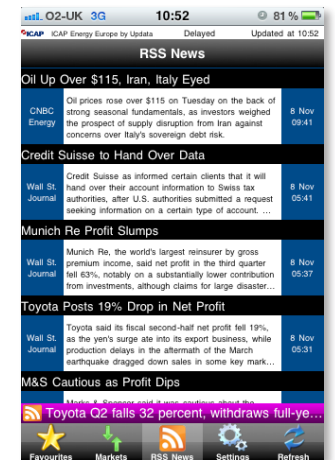 O2-UK 3G 10:52 81%
ICAP ICAP Energy Europe by Updata Delayed Updated at 10:52
RSS News
Oil Up Over $115, Iran, Italy Eyed
CNBC Energy
Oil prices rose over $115 on Tuesday on the back of
strong seasonal fundamentals, as investors weighed
the prospect of supply disruption from Iran against
concerns over Italy's sovereign debt risk.
8 Nov
09:41
Credit Suisse to Hand Over Data
Wall St. Journal
Credit Suisse as informed certain clients that it will
hand over their account information to Swiss tax
authorities, after U.S. authorities submitted a request
seeking information on a certain type of account. ...
8 Nov
05:41
Munich Re Profit Slumps
Wall St. Journal
Munich Re, the world's largest reinsurer by gross
premium income, said net profit in the third quarter
fell 63%, notably on a substantially lower contribution
from investments, although claims for large disaster...
8 Nov
05:37
Toyota Posts 19% Drop in Net Profit
Wall St. Journal
Toyota said its fiscal second-half net profit fell 19%,
as the yen's surge ate into its export business, while
production delays in the aftermath of the March
earthquake dragged down sales in some key mark...
8 Nov
05:31
M&S Cautious as Profit Dips
Marks & Spencer said it was cautious about the
Toyota Q2 falls 32 percent, withdraws full-ye...
Favourites Markets RSS News Settings Refresh